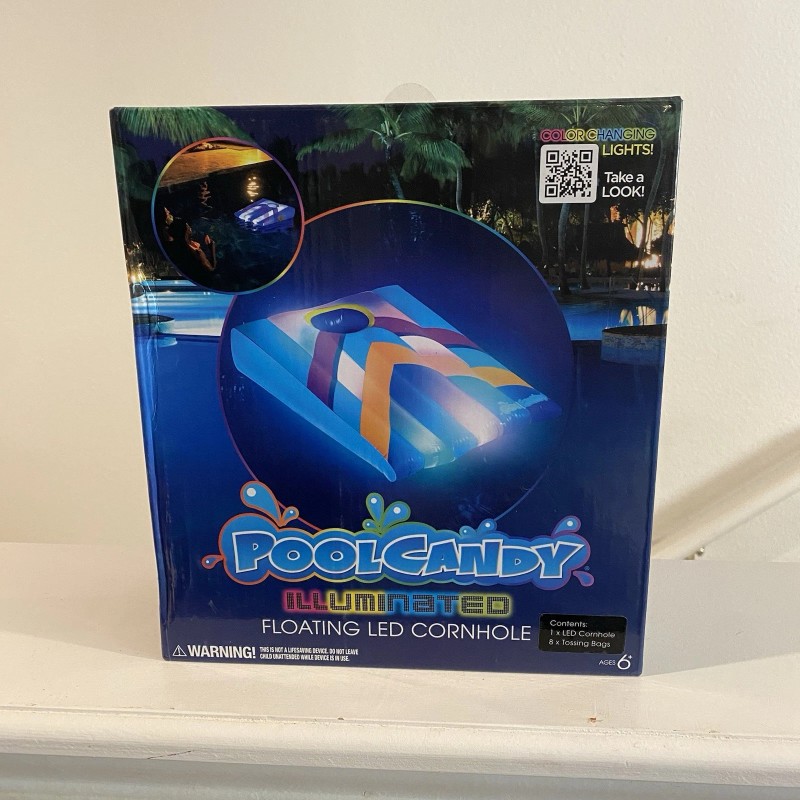 COLOR CHANGING
LIGHTS!
Take a
LOOK!
POOLCANDY
ILLUMINATED
FLOATING LED CORNHOLE
Contents:
1 x LED Cornhole
8 x Tossing Bags
WARNING! THIS IS NOT A LIFESAVING DEVICE. DO NOT LEAVE
CHILD UNATTENDED WHILE DEVICE IS IN USE.
AGES 6+